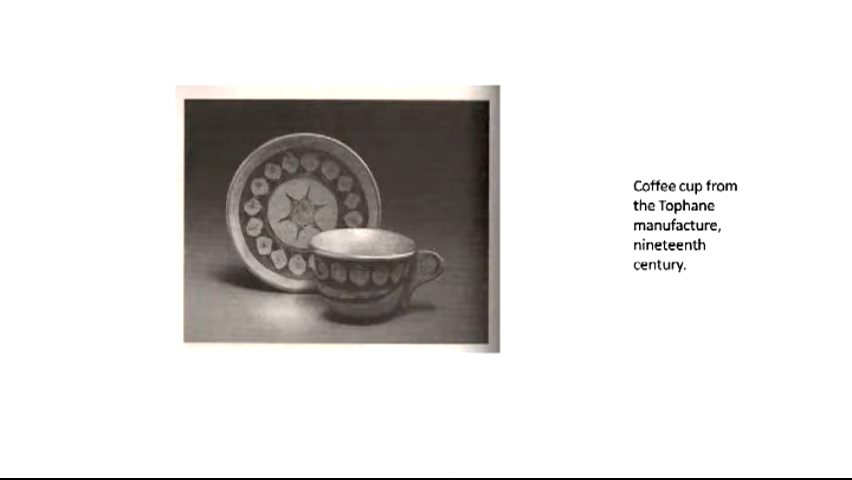 Coffee cup from
the Tophane
manufacture,
nineteenth
century.